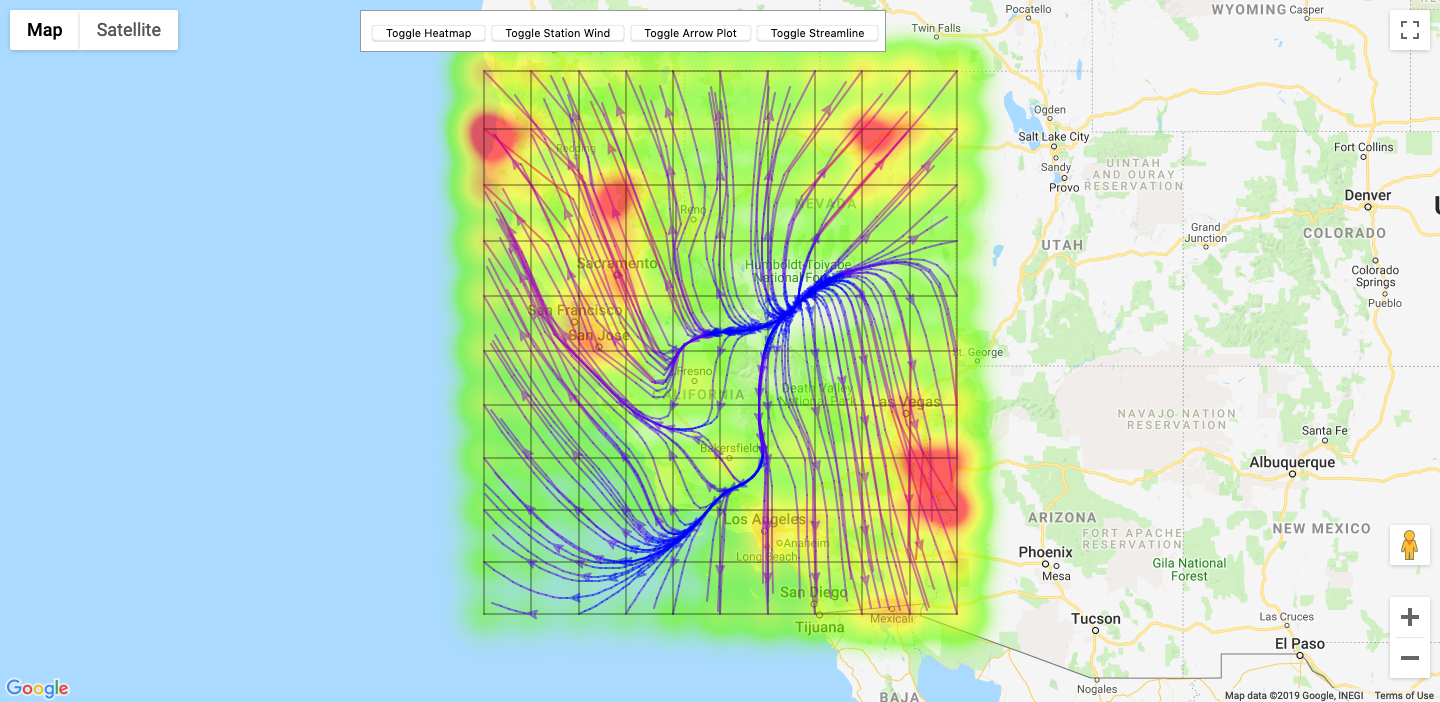 Map
Satellite
Toggle Heatmap
Toggle Station Wind
Toggle Arrow Plot
Toggle Streamline
WYOMING
Casper
Pocatello
Twin Falls
Ogden
Salt Lake City
Sandy
Provo
UINTAH
AND OURAY
RESERVATION
Fort Collins
Denver
COLORADO
Grand
Junction
UTAH
Colorado
Springs
Pueblo
Redding
Reno
NEVADA
Sacramento
Humboldt-Toiyabe
National Forest
San Francisco
San Jose
St. George
Fresno
CALIFORNIA
Death Valley
National Park
Las Vegas
NAVAJO NATION
RESERVATION
Santa Fe
Albuquerque
Bakersfield
Los Angeles
Anaheim
Long Beach
ARIZONA
FORT APACHE
RESERVATION
NEW MEXICO
Phoenix
Mesa
Gila National
Forest
San Diego
Tijuana
Mexicali
Tucson
Las Cruces
El Paso
Nogales
BAJA
Google
Map data ©2019 Google, INEGI
Terms of Use